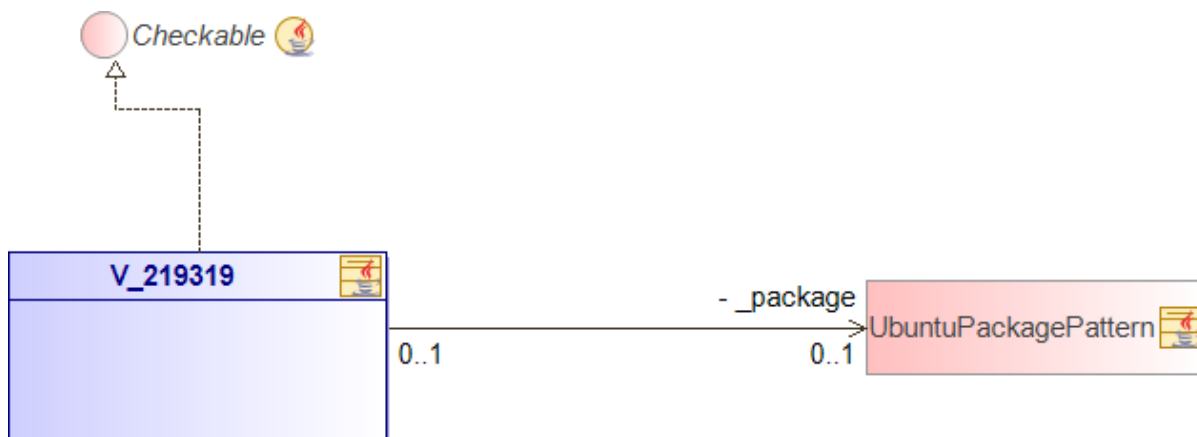 Checkable
V_219319
- _package
UbuntuPackagePattern
0..1
0..1